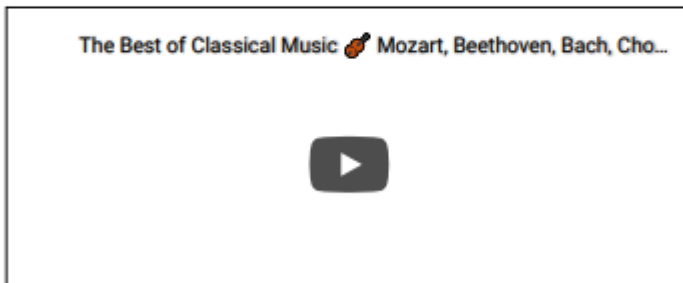 The Best of Classical Music 🎻 Mozart, Beethoven, Bach, Cho...